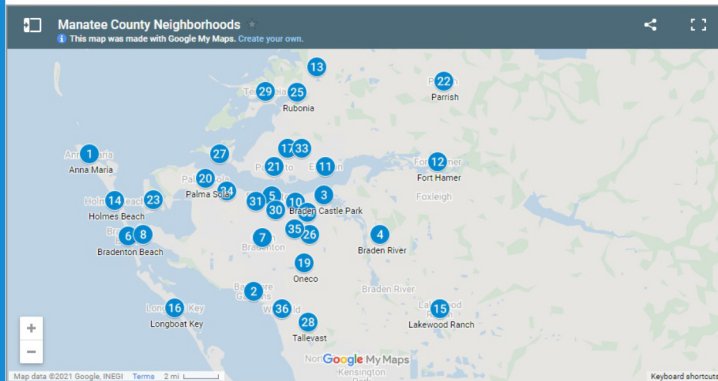 Manatee County Neighborhoods
This map was made with Google My Maps. Create your own.
13
22
Parrish
29
25
Rubonia
1
Anna Maria
27
17
33
21
11
12
Fort Hamer
Foxleigh
20
Palma Sola
14
Holmes Beach
23
31
5
10
3
30
Braden Castle Park
6
8
Bradenton Beach
7
Bradenton
35
26
4
Braden River
19
Oneco
2
Braden River
16
Longboat Key
36
28
Tallevast
15
Lakewood Ranch
+
−
Google My Maps
Kensington
Map data ©2021 Google, INEGI
Terms
2 mi
Keyboard shortcuts